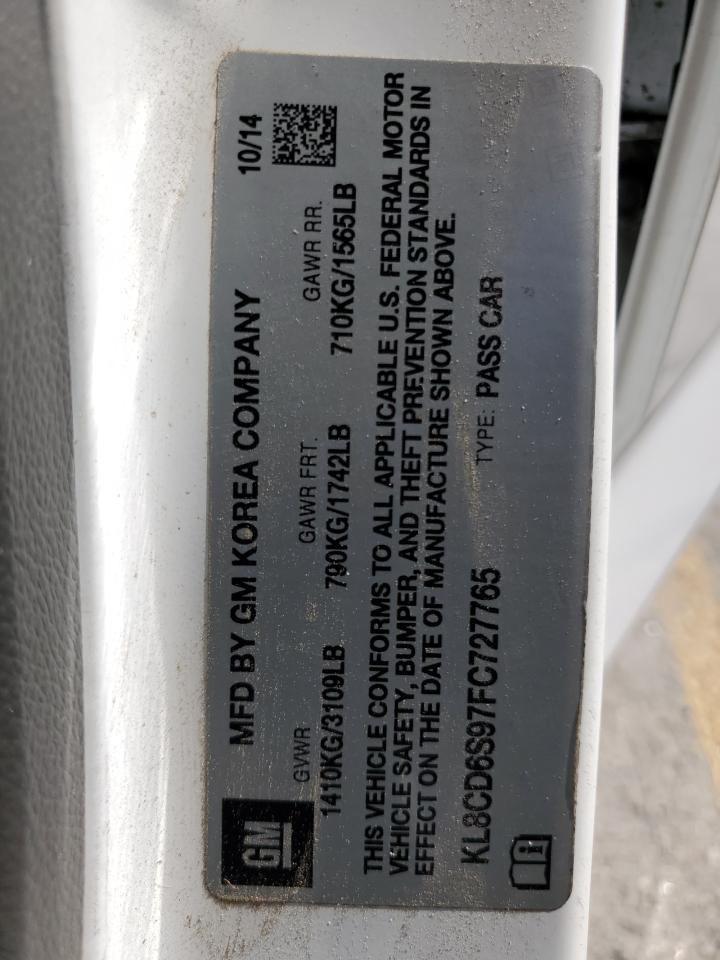 GM
MFD BY GM KOREA COMPANY 10/14
GVWR GAWR FRT. GAWR RR.
1410KG/3109LB 790KG/1742LB 710KG/1565LB
THIS VEHICLE CONFORMS TO ALL APPLICABLE U.S. FEDERAL MOTOR
VEHICLE SAFETY, BUMPER, AND THEFT PREVENTION STANDARDS IN
EFFECT ON THE DATE OF MANUFACTURE SHOWN ABOVE.
KL8CD6S97FC727765 TYPE: PASS CAR